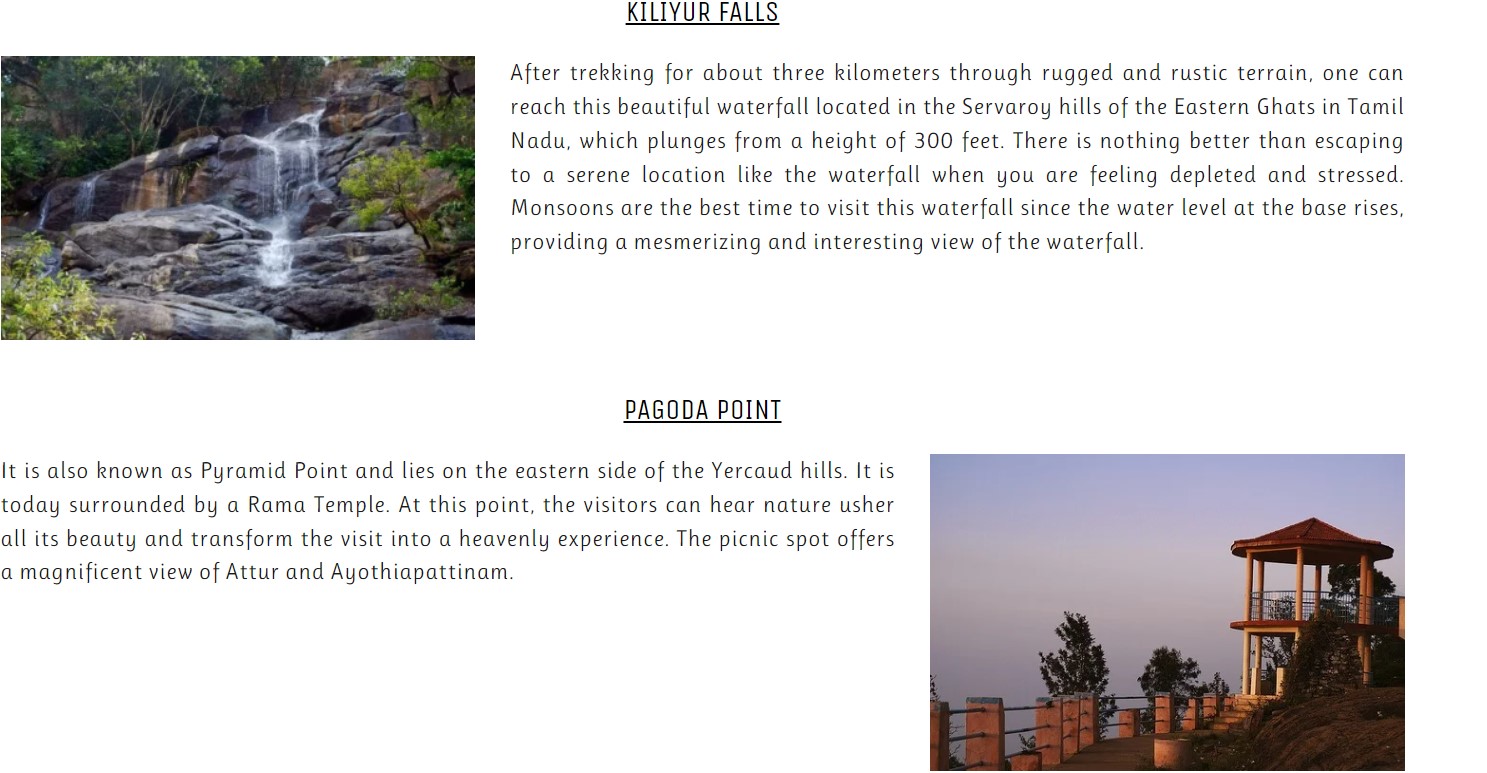 KILIYUR FALLS
After trekking for about three kilometers through rugged and rustic terrain, one can
reach this beautiful waterfall located in the Servaroy hills of the Eastern Ghats in Tamil
Nadu, which plunges from a height of 300 feet. There is nothing better than escaping
to a serene location like the waterfall when you are feeling depleted and stressed.
Monsoons are the best time to visit this waterfall since the water level at the base rises,
providing a mesmerizing and interesting view of the waterfall.
PAGODA POINT
It is also known as Pyramid Point and lies on the eastern side of the Yercaud hills. It is
today surrounded by a Rama Temple. At this point, the visitors can hear nature usher
all its beauty and transform the visit into a heavenly experience. The picnic spot offers
a magnificent view of Attur and Ayothiapattinam.